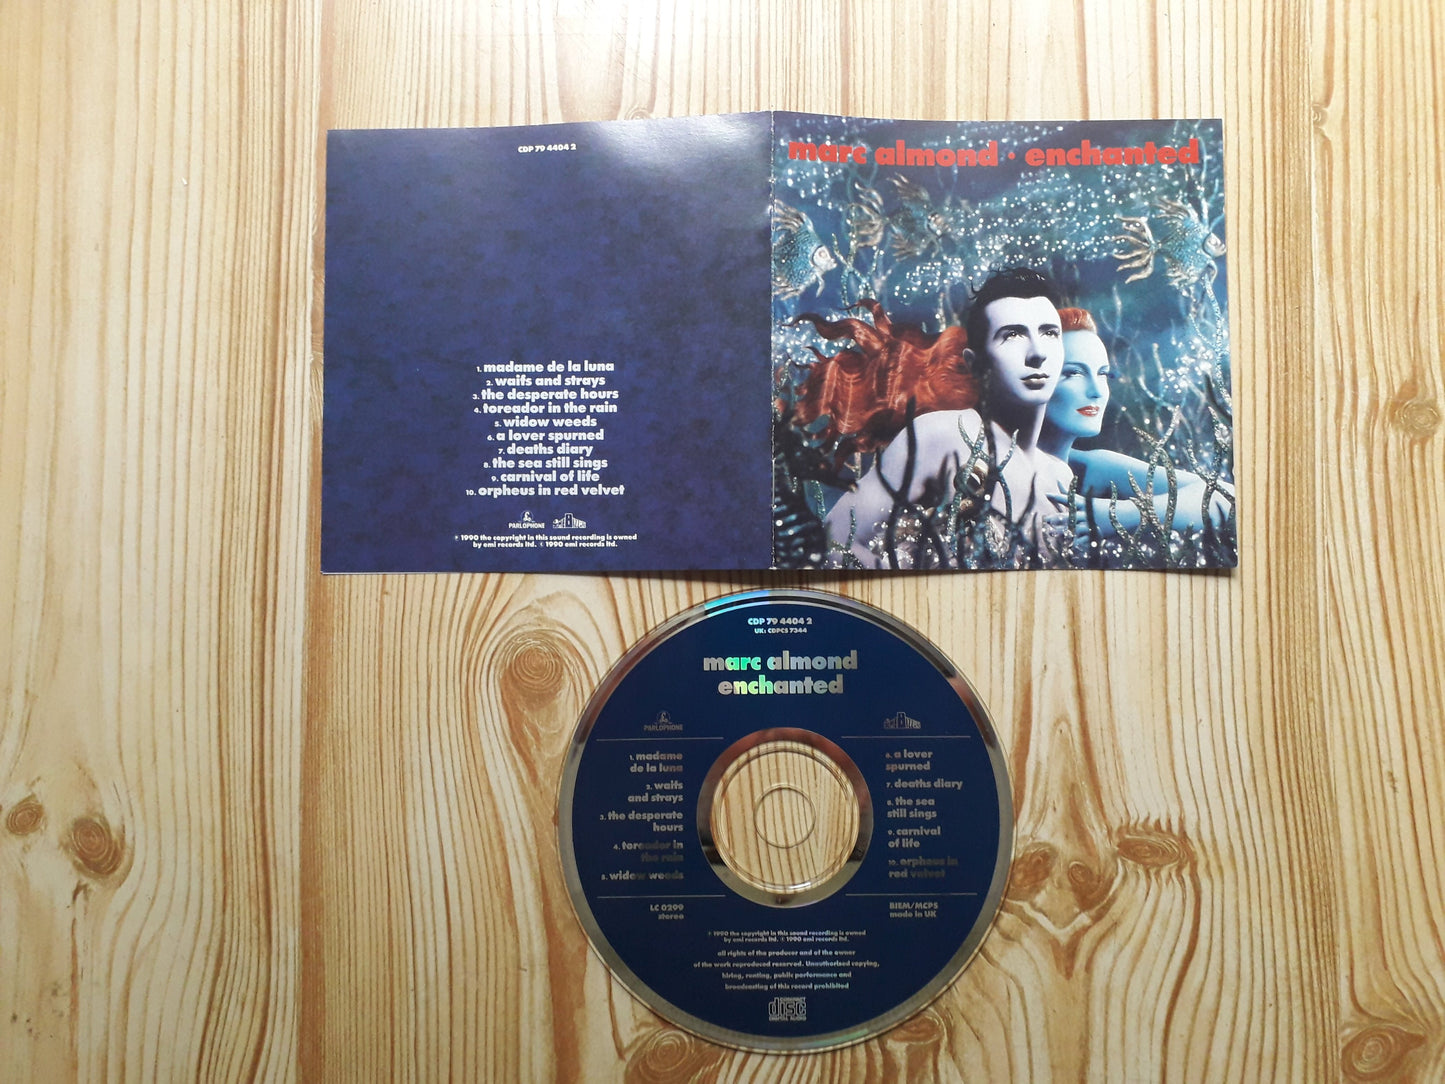 CDP 79 4404 2
1. madame de la luna
2. waifs and strays
3. the desperate hours
4. toreador in the rain
5. widow weeds
6. a lover spurned
7. deaths diary
8. the sea still sings
9. carnival of life
10. orpheus in red velvet
PARLOPHONE
℗ 1990 the copyright in this sound recording is owned
by emi records ltd. © 1990 emi records ltd.
marc almond · enchanted
CDP 79 4404 2
UK: CDPCS 7344
marc almond
enchanted
PARLOPHONE
1. madame
de la luna
2. waifs
and strays
3. the desperate
hours
4. toreador in
the rain
5. widow weeds
LC 0299
stereo
6. a lover
spurned
7. deaths diary
8. the sea
still sings
9. carnival
of life
10. orpheus in
red velvet
BIEM/MCPS
made in UK
℗ 1990 the copyright in this sound recording is owned
by emi records ltd. © 1990 emi records ltd.
all rights of the producer and of the owner
of the work reproduced reserved. Unauthorised copying,
hiring, renting, public performance and
broadcasting of this record prohibited
COMPACT
disc
DIGITAL AUDIO